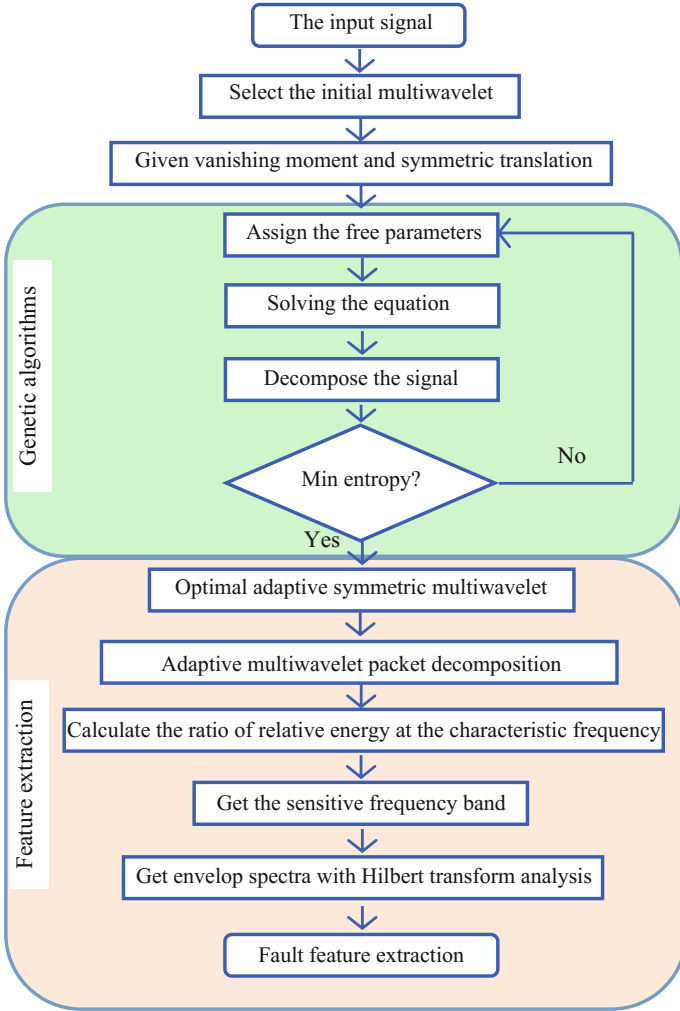 The input signal
Select the initial multiwavelet
Given vanishing moment and symmetric translation
Genetic algorithms
Assign the free parameters
Solving the equation
Decompose the signal
Min entropy?
No
Yes
Feature extraction
Optimal adaptive symmetric multiwavelet
Adaptive multiwavelet packet decomposition
Calculate the ratio of relative energy at the characteristic frequency
Get the sensitive frequency band
Get envelop spectra with Hilbert transform analysis
Fault feature extraction